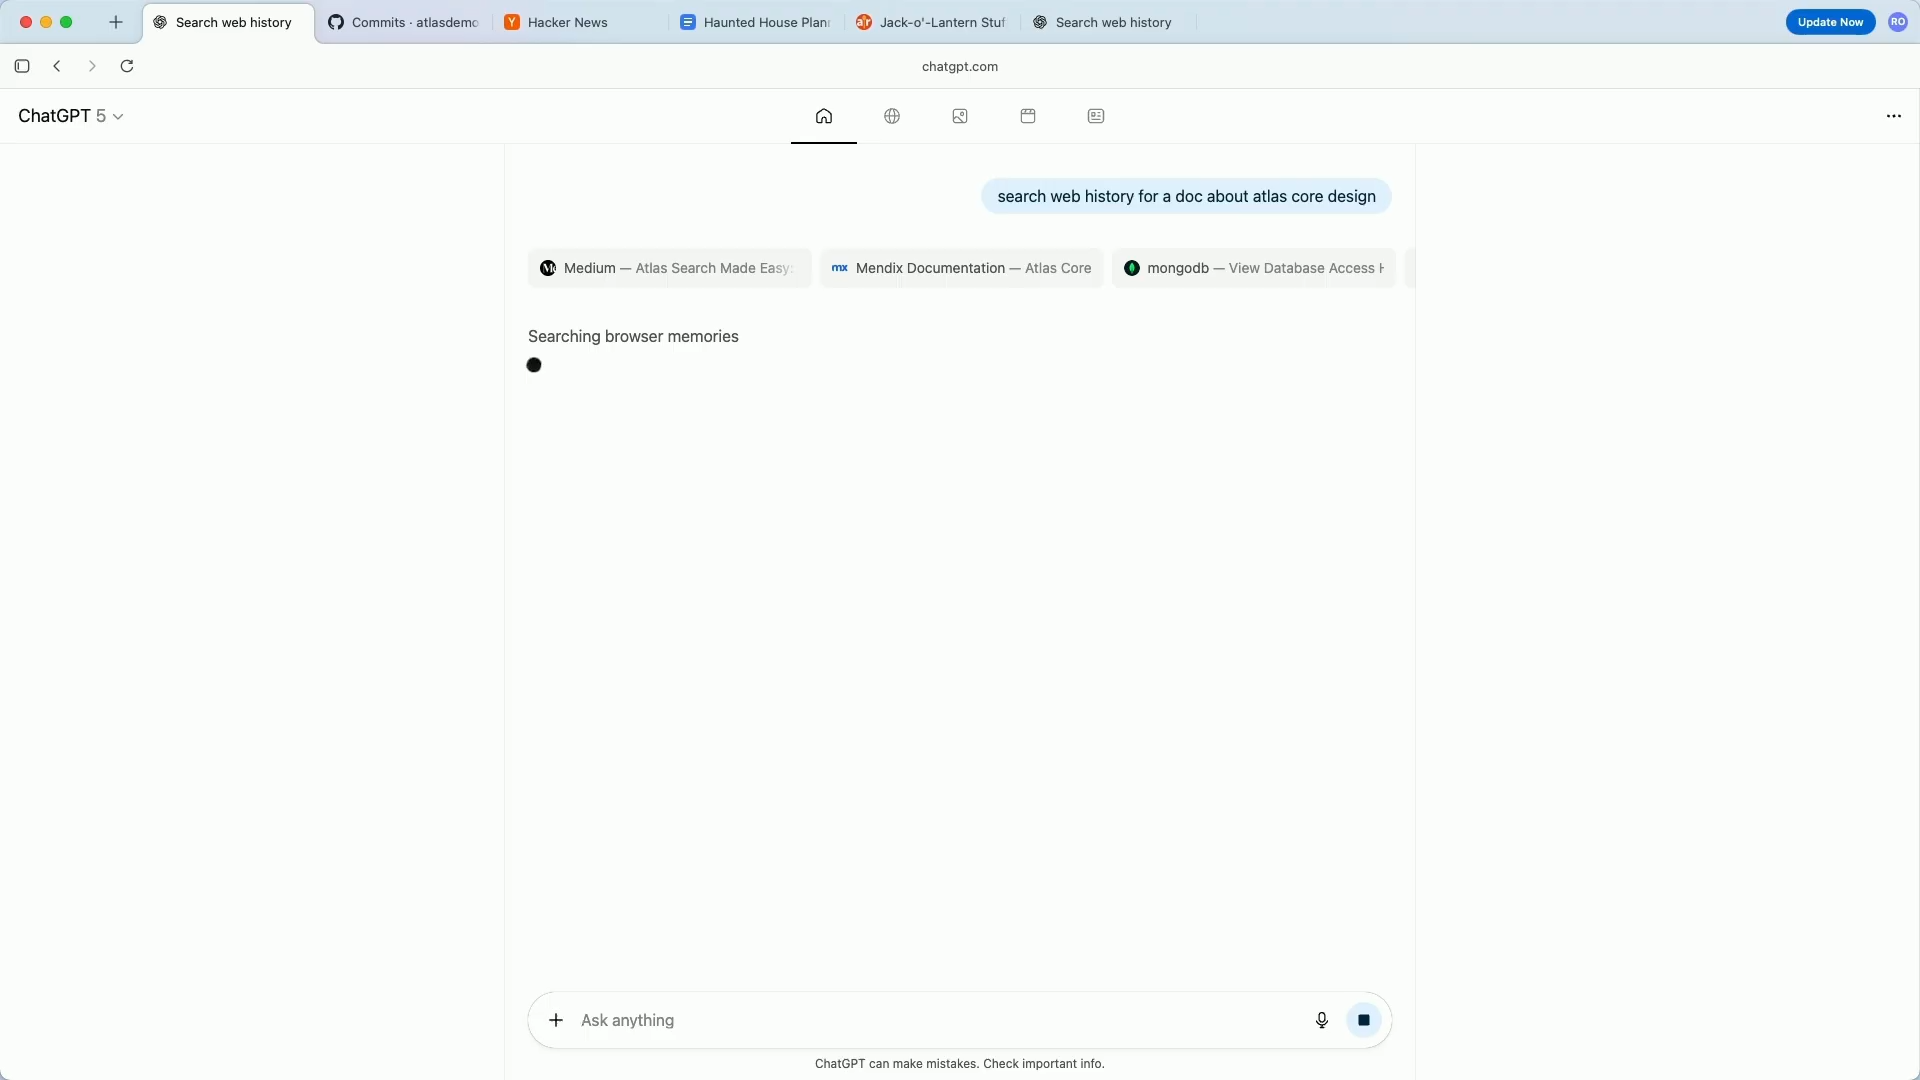 Search web history
Commits · atlasdemo
Hacker News
Haunted House Plan
Jack-o'-Lantern Stuf
Search web history
Update Now
RO
chatgpt.com
ChatGPT 5
search web history for a doc about atlas core design
Medium — Atlas Search Made Easy:
mx Mendix Documentation — Atlas Core
mongodb — View Database Access H
Searching browser memories
Ask anything
ChatGPT can make mistakes. Check important info.